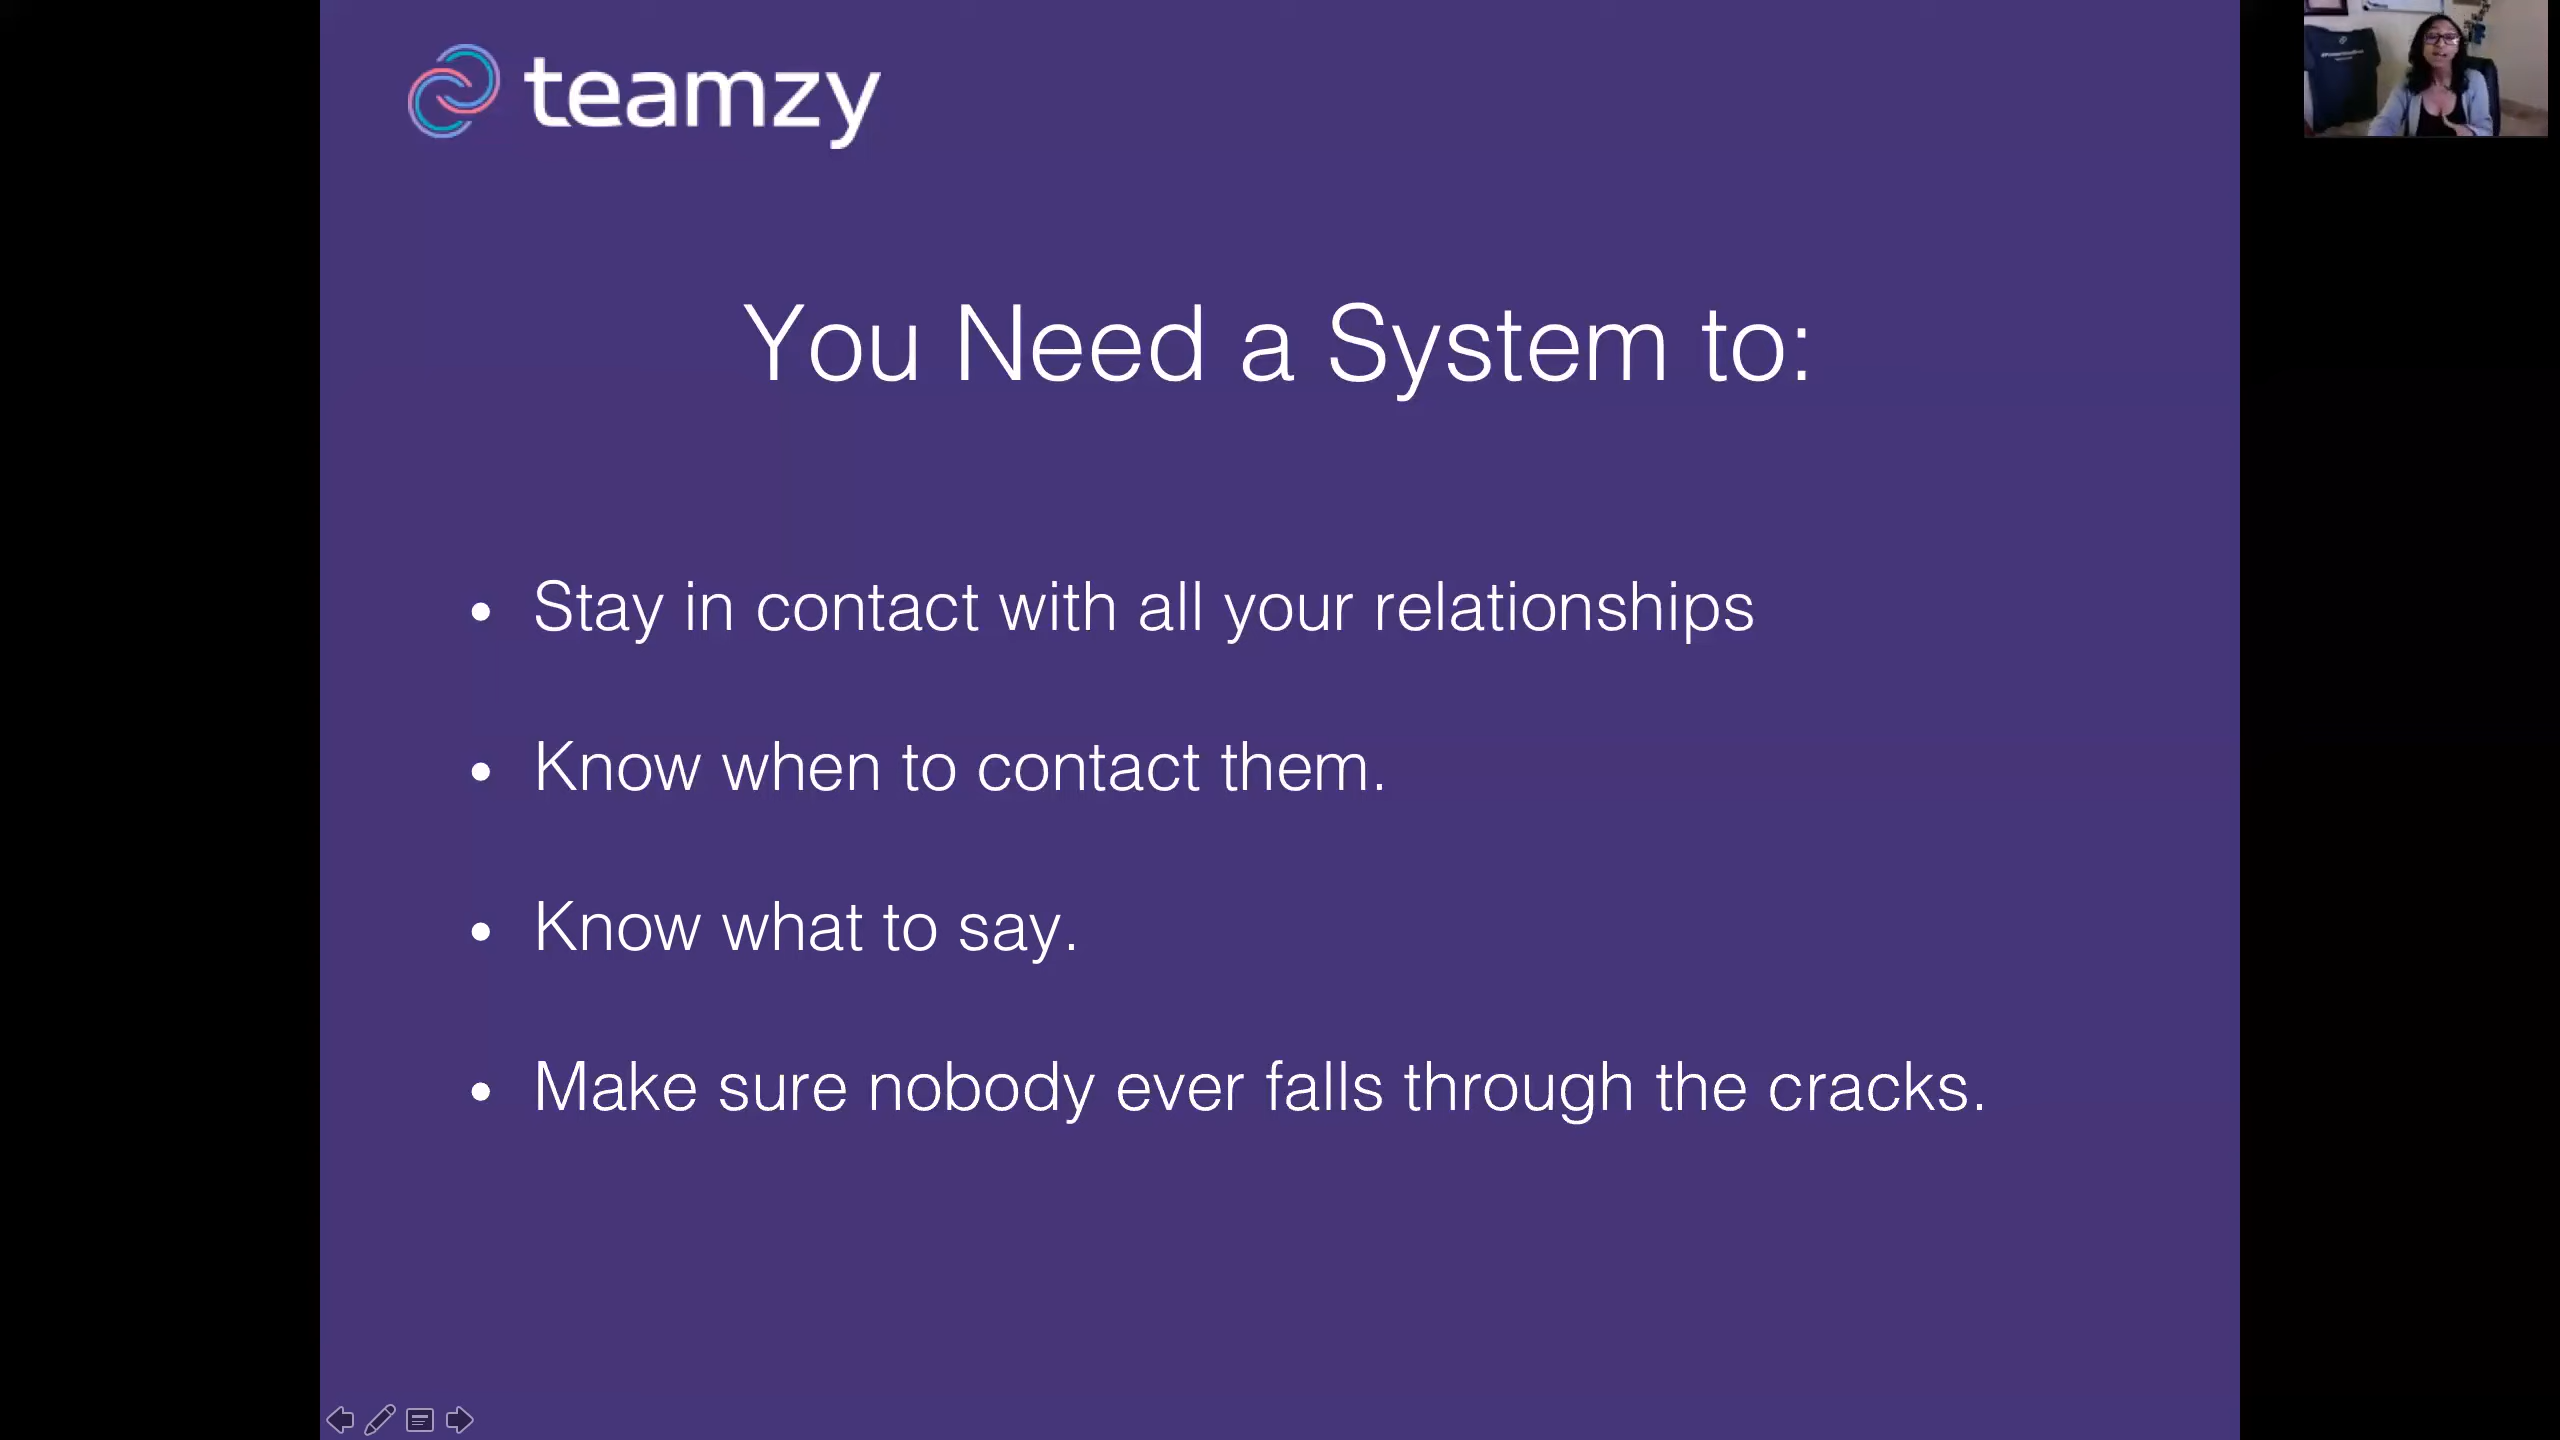 teamzy
You Need a System to:
• Stay in contact with all your relationships
• Know when to contact them.
• Know what to say.
• Make sure nobody ever falls through the cracks.